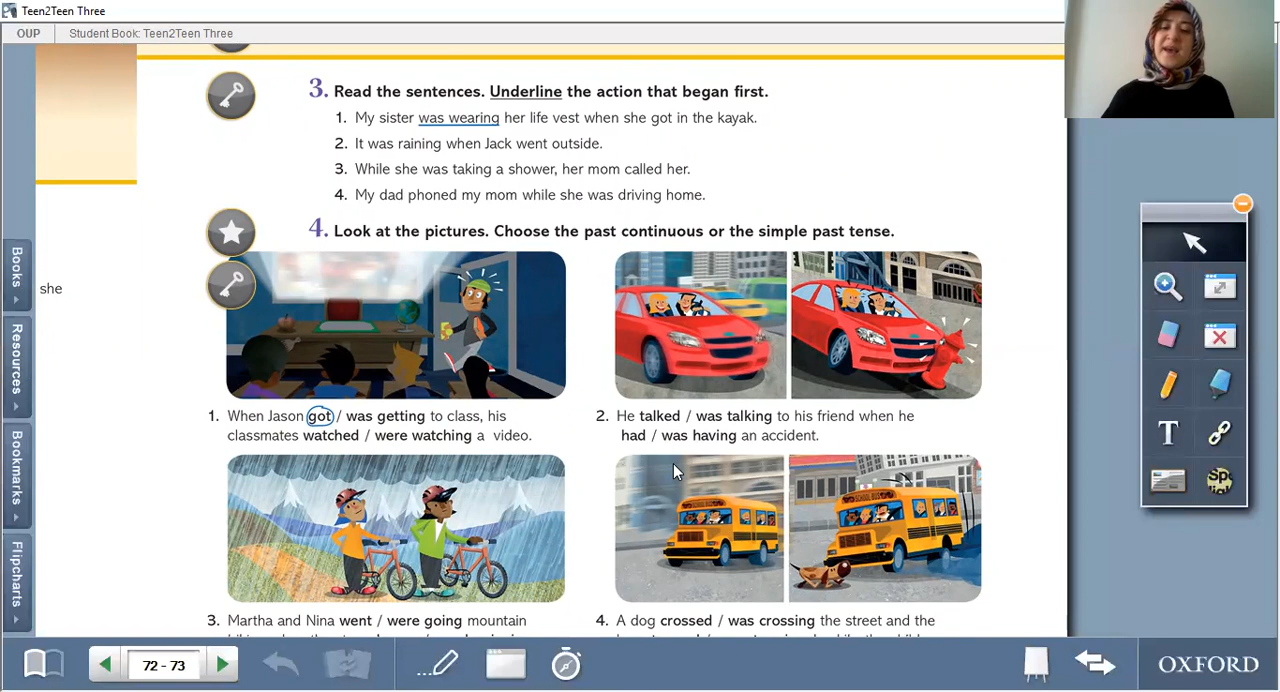 Teen2Teen Three
OUP
Student Book: Teen2Teen Three
3. Read the sentences. Underline the action that began first.
1. My sister was wearing her life vest when she got in the kayak.
2. It was raining when Jack went outside.
3. While she was taking a shower, her mom called her.
4. My dad phoned my mom while she was driving home.
4. Look at the pictures. Choose the past continuous or the simple past tense.
she
1. When Jason got / was getting to class, his
classmates watched / were watching a video.
2. He talked / was talking to his friend when he
had / was having an accident.
SCHOOL BUS
SCHOOL BUS
3. Martha and Nina went / were going mountain
4. A dog crossed / was crossing the street and the
Books
Resources
Bookmarks
Flipcharts
T
Sp
72 - 73
OXFORD